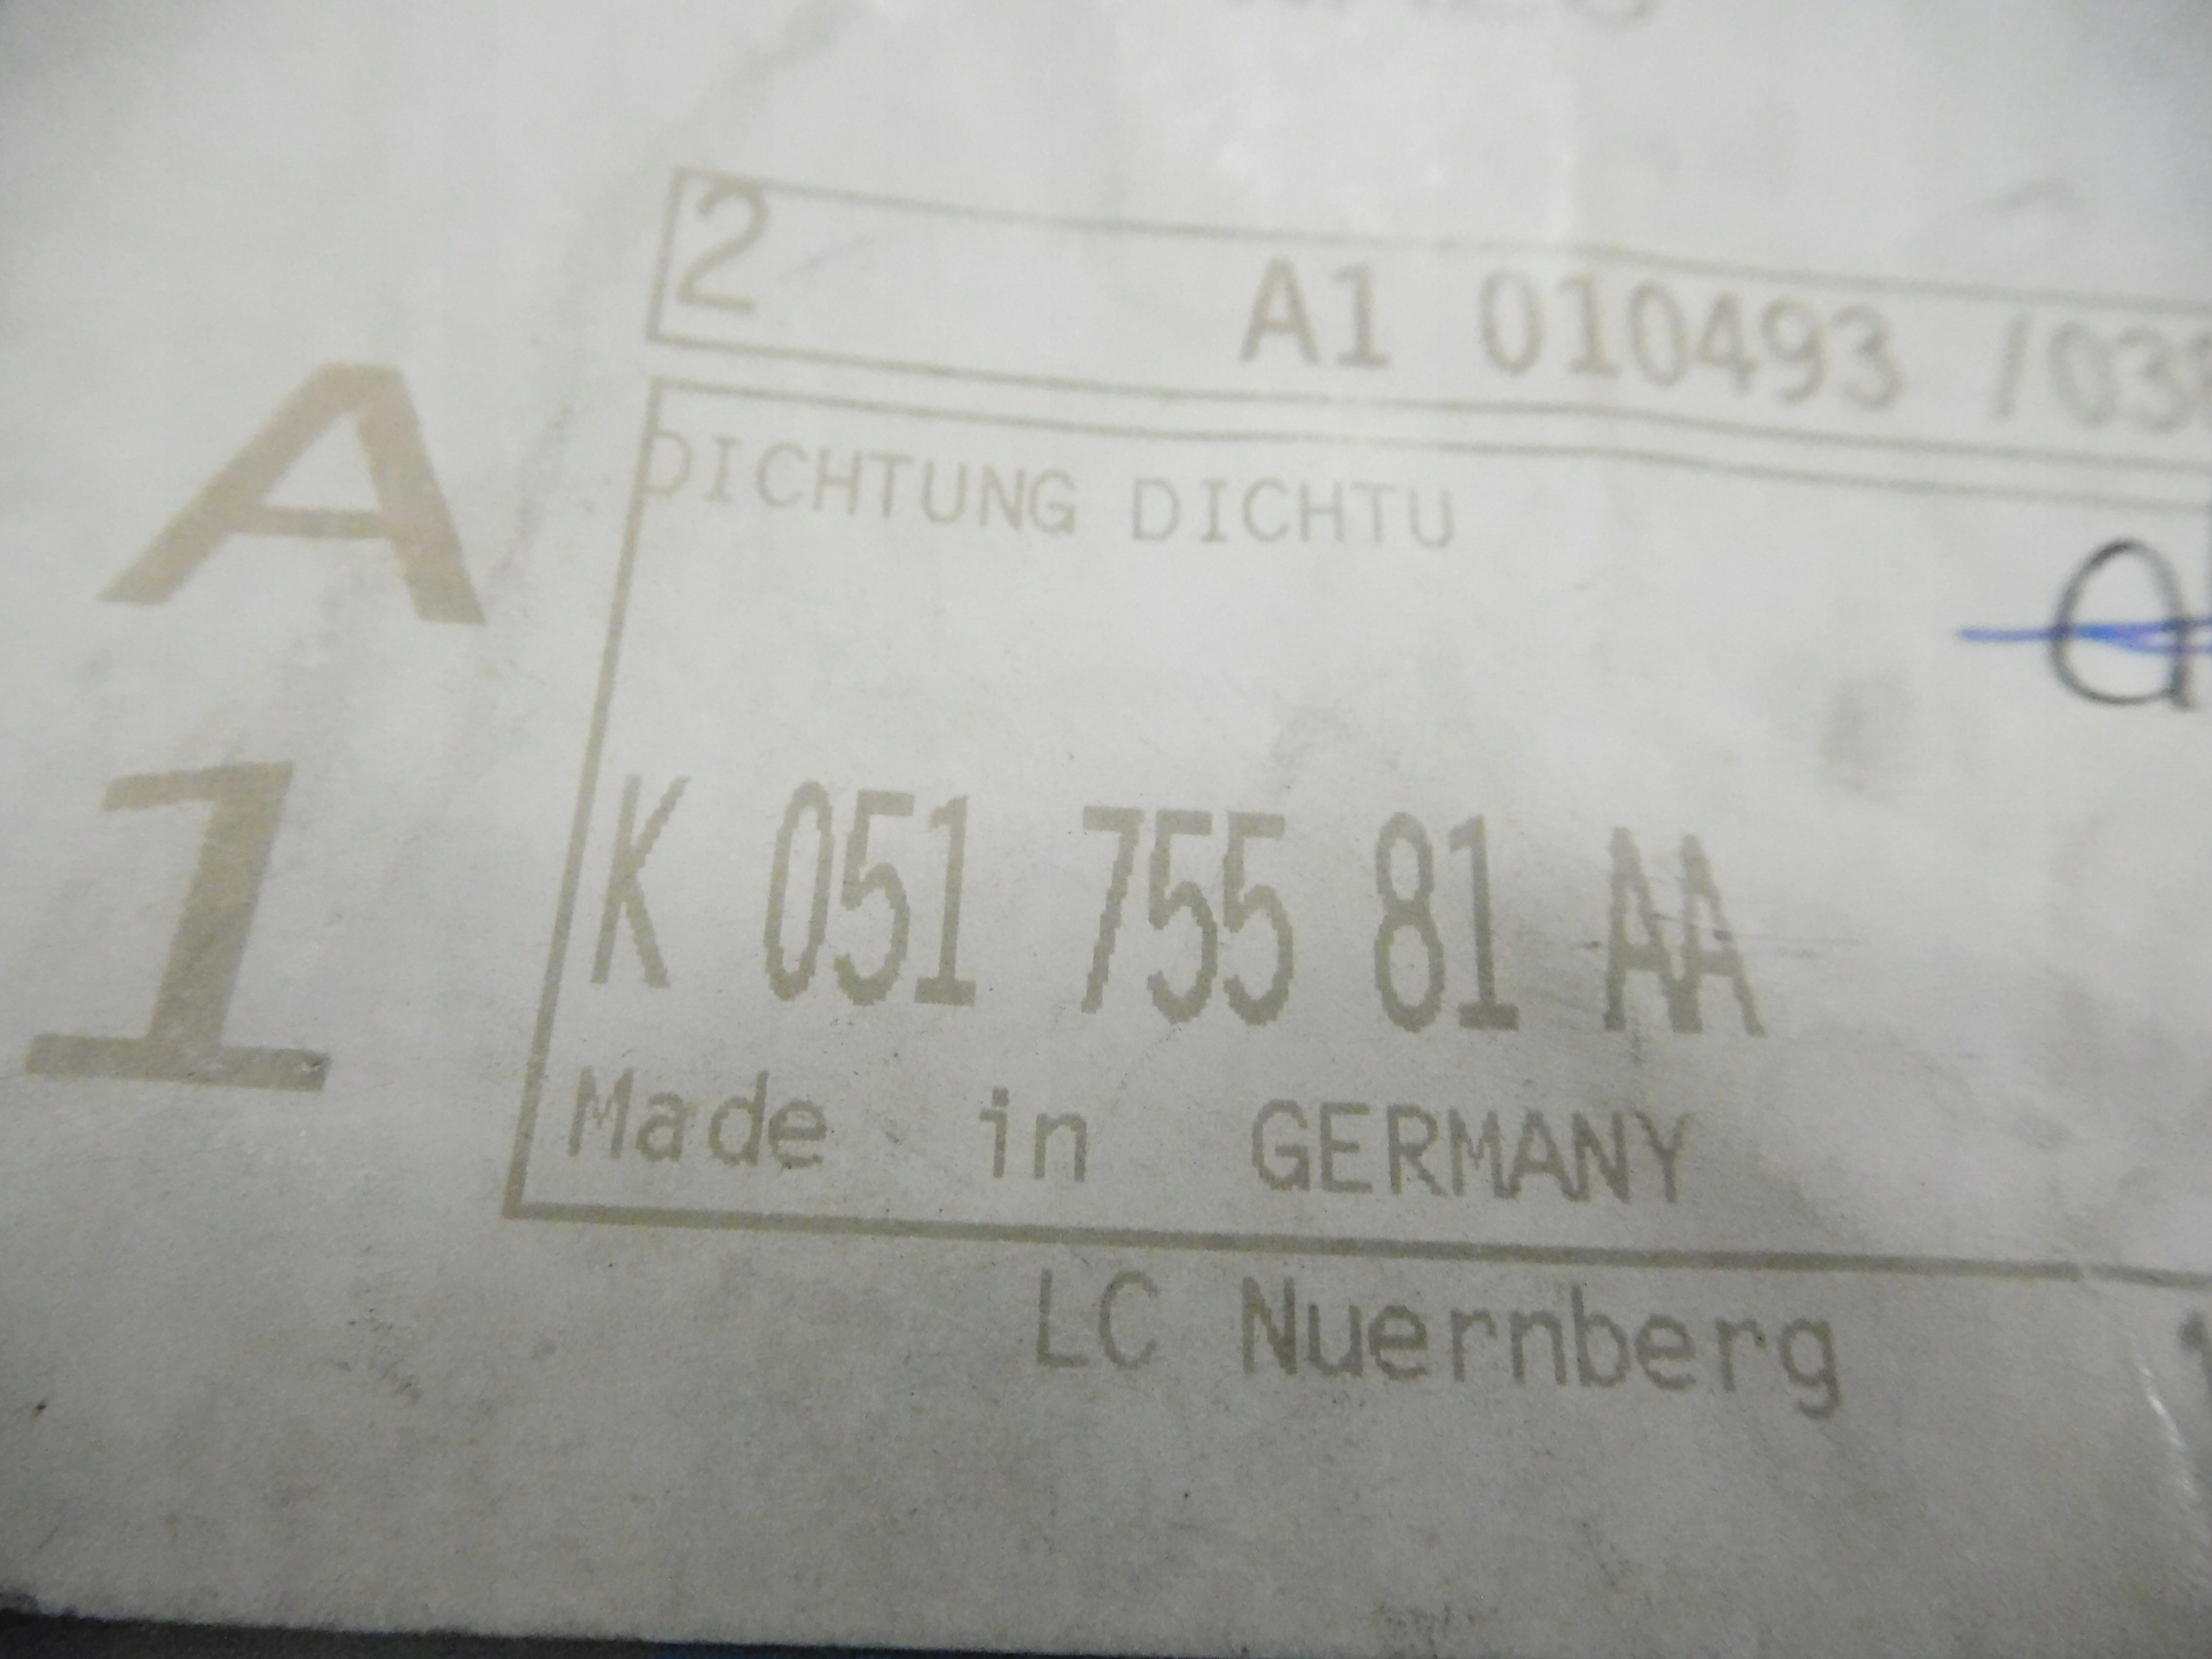 2 A1 010493
DICHTUNG DICHTU
A
1
K 051 755 81 AA
Made in GERMANY
LC Nuernberg